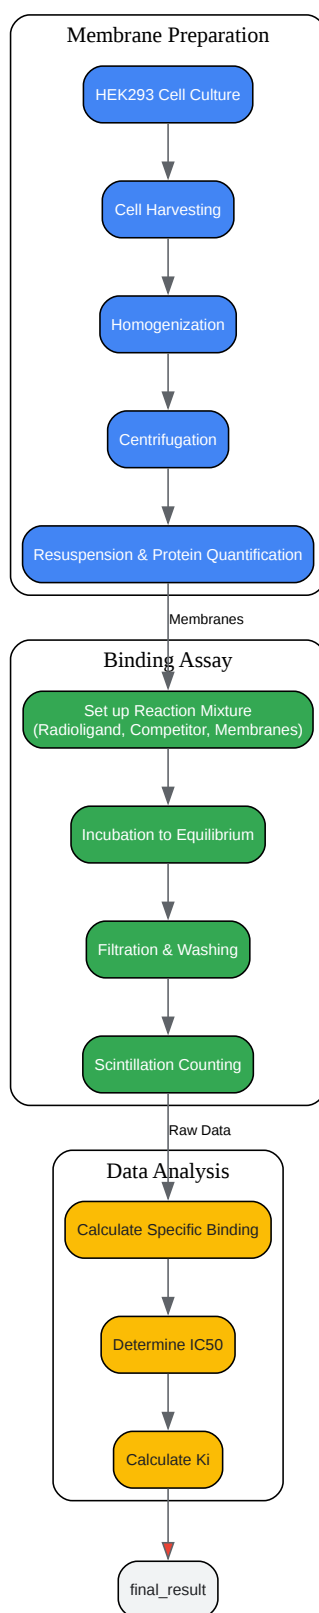 Membrane Preparation
HEK293 Cell Culture
Cell Harvesting
Homogenization
Centrifugation
Resuspension & Protein Quantification
Membranes
Binding Assay
Set up Reaction Mixture
(Radioligand, Competitor, Membranes)
Incubation to Equilibrium
Filtration & Washing
Scintillation Counting
Raw Data
Data Analysis
Calculate Specific Binding
Determine IC50
Calculate Ki
final_result